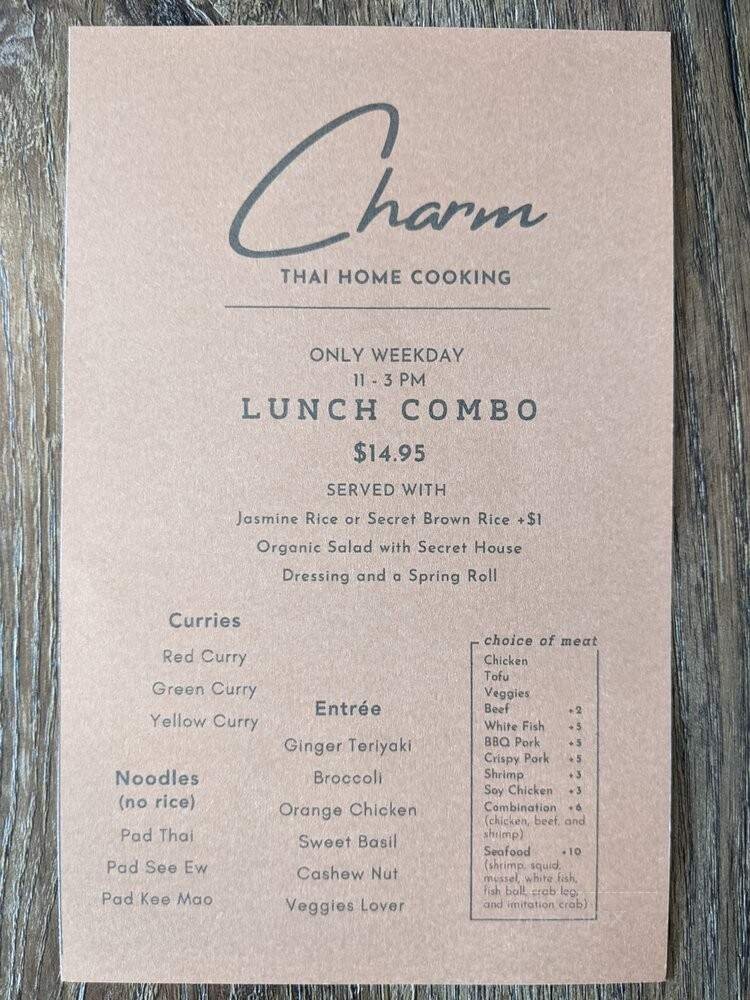 Charm
THAI HOME COOKING
ONLY WEEKDAY
11 - 3 PM
LUNCH COMBO
$14.95
SERVED WITH
Jasmine Rice or Secret Brown Rice +$1
Organic Salad with Secret House
Dressing and a Spring Roll
Curries
Red Curry
Green Curry
Yellow Curry
Noodles
(no rice)
Pad Thai
Pad See Ew
Pad Kee Mao
Entrée
Ginger Teriyaki
Broccoli
Orange Chicken
Sweet Basil
Cashew Nut
Veggies Lover
choice of meat
Chicken
Tofu
Veggies
Beef +2
White Fish +5
BBQ Pork +5
Crispy Pork +5
Shrimp +3
Soy Chicken +3
Combination +6
(chicken, beef, and
shrimp)
Seafood +10
(shrimp, squid,
mussel, white fish,
fish ball, crab leg,
and imitation crab)